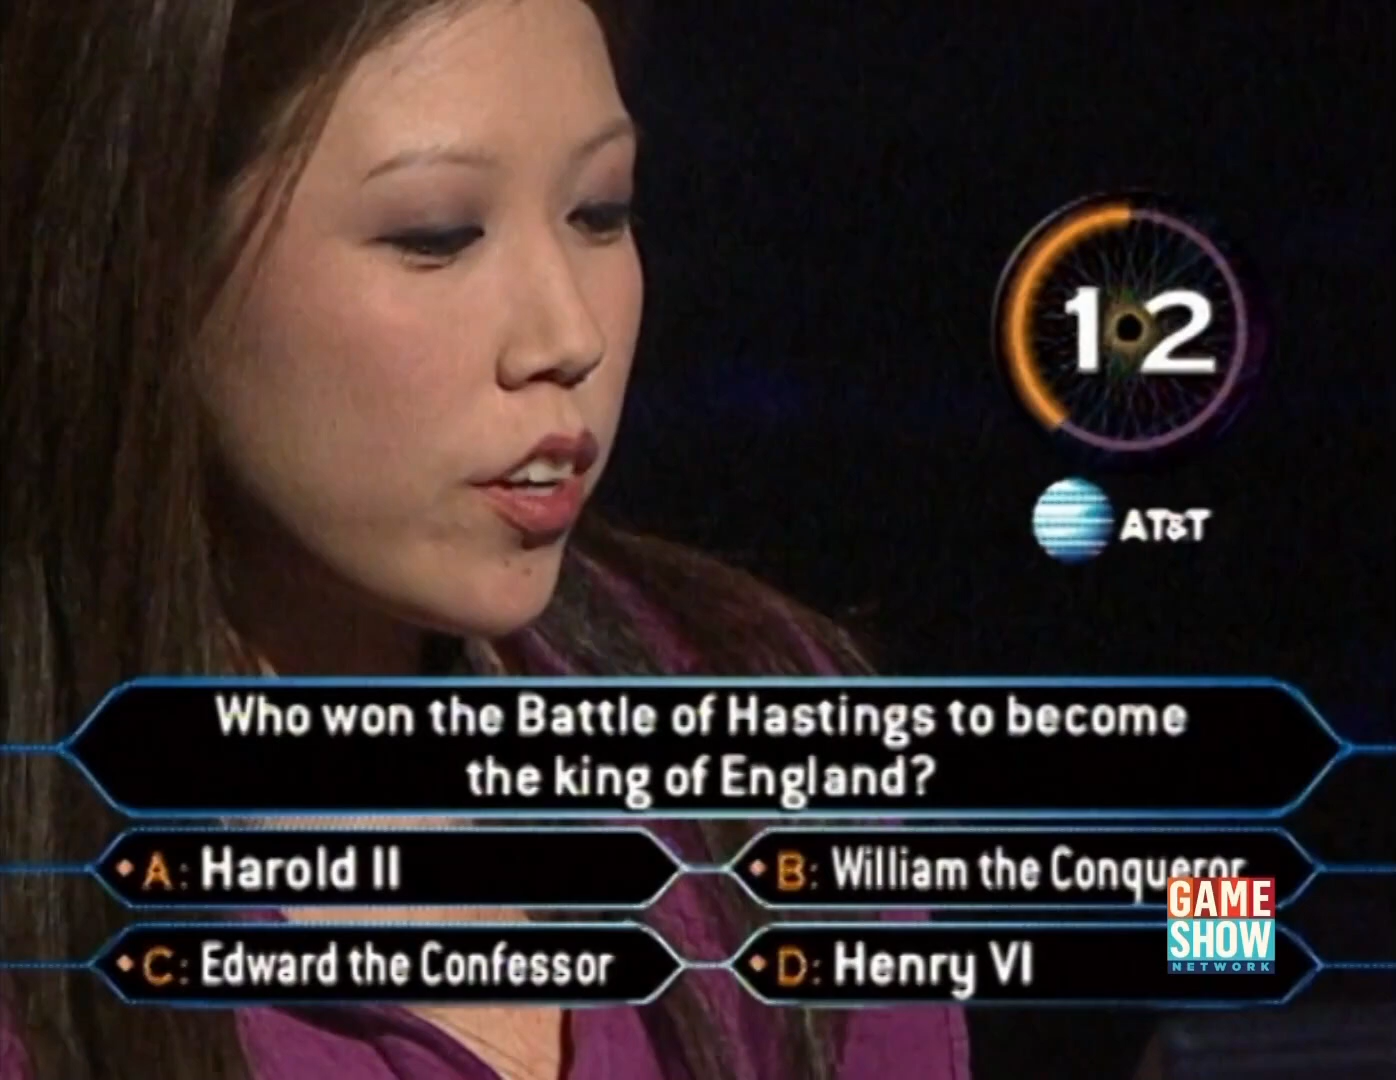 12
AT&T
Who won the Battle of Hastings to become
the king of England?
A: Harold II
B: William the Conqueror
C: Edward the Confessor
D: Henry VI
GAME
SHOW
NETWORK